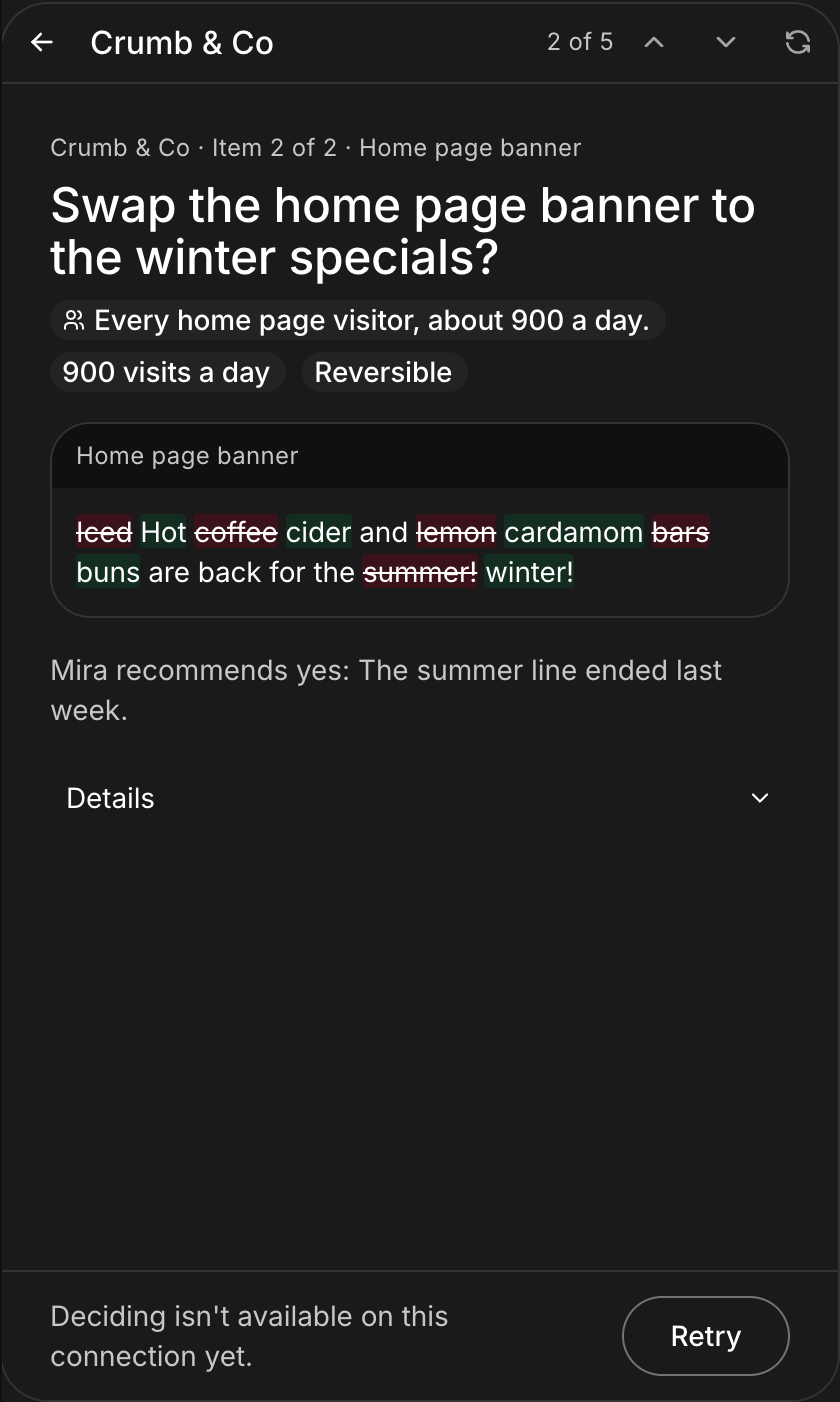 Crumb & Co
2 of 5
Crumb & Co · Item 2 of 2 · Home page banner
Swap the home page banner to
the winter specials?
Every home page visitor, about 900 a day.
900 visits a day
Reversible
Home page banner
Iced Hot coffee cider and lemon cardamom bars
buns are back for the summer! winter!
Mira recommends yes: The summer line ended last
week.
Details
Deciding isn't available on this
connection yet.
Retry